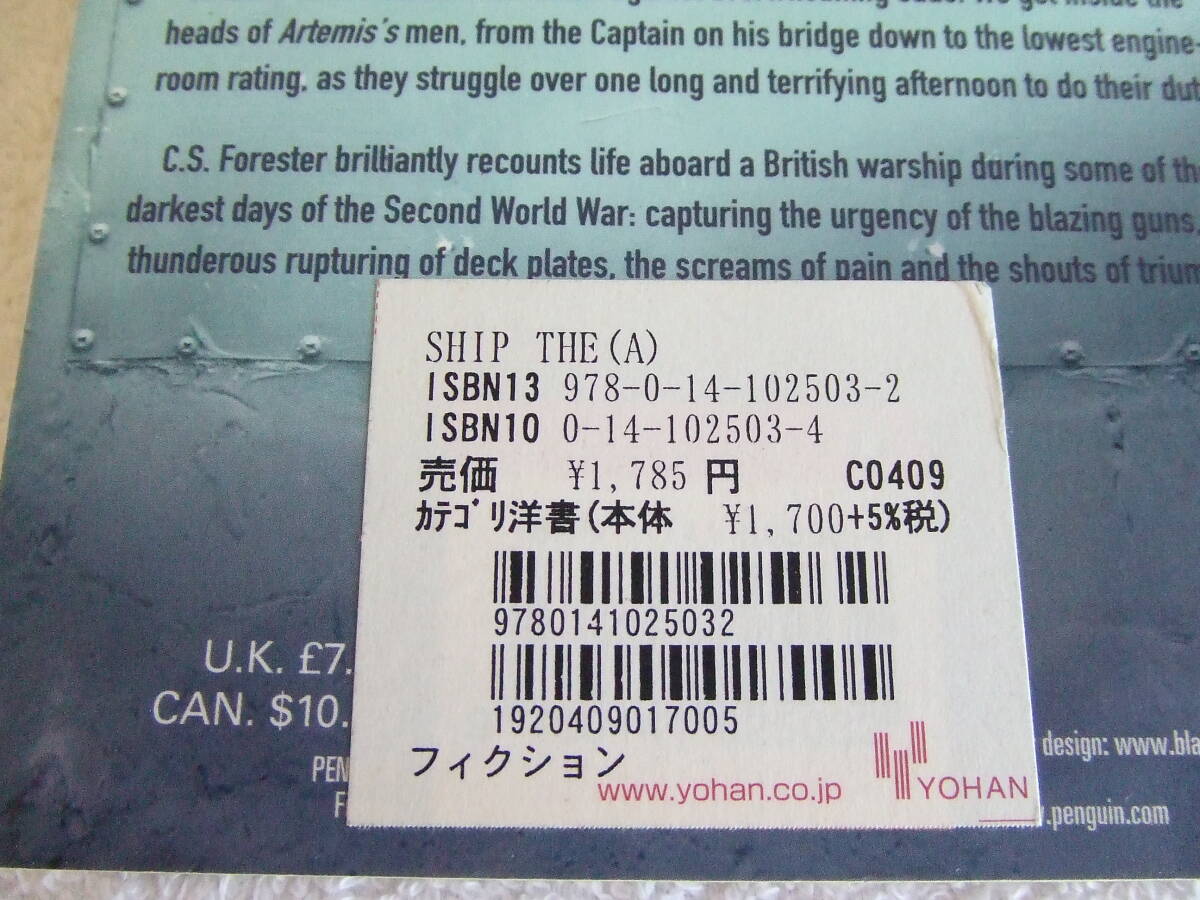 heads of Artemis's men, from the Captain on his bridge down to the lowest engine-
room rating, as they struggle over one long and terrifying afternoon to do their
C.S. Forester brilliantly recounts life aboard a British warship during some of
darkest days of the Second World War: capturing the urgency of the blazing guns,
thunderous rupturing of deck plates, the screams of pain and the shouts of
SHIP THE(A)
ISBN13 978-0-14-102503-2
ISBN10 0-14-102503-4
売価 ¥1,785 円 C0409
ｶﾃｺﾞﾘ洋書(本体 ¥1,700+5%税)
9780141025032
1920409017005
フィクション
www.yohan.co.jp YOHAN
U.K. £7.
CAN. $10.
PEN
design: www.bla
.penguin.com